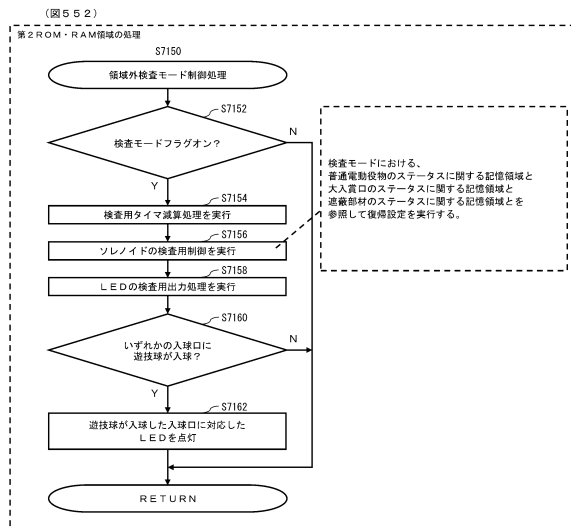 （図５５２）
第２ＲＯＭ・ＲＡＭ領域の処理
S7150
領域外検査モード制御処理
S7152
検査モードフラグオン？
N
Y
S7154
検査用タイマ減算処理を実行
S7156
ソレノイドの検査用制御を実行
S7158
ＬＥＤの検査用出力処理を実行
検査モードにおける、
普通電動役物のステータスに関する記憶領域と
大入賞口のステータスに関する記憶領域と
遮蔽部材のステータスに関する記憶領域とを
参照して復帰設定を実行する。
S7160
いずれかの入球口に
遊技球が入球？
N
Y
S7162
遊技球が入球した入球口に対応した
ＬＥＤを点灯
ＲＥＴＵＲＮ